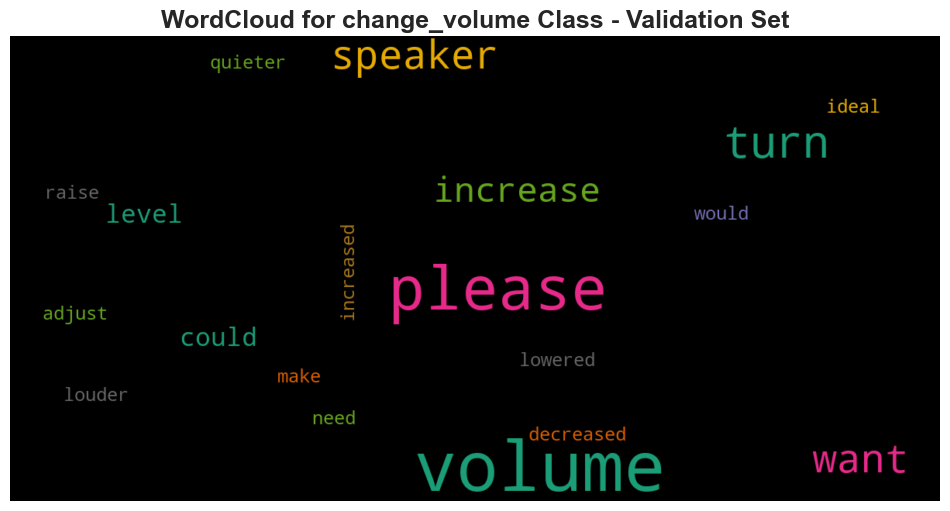 WordCloud for change_volume Class - Validation Set
speaker
quieter
ideal
turn
increase
raise
level
would
increased
please
adjust
could
lowered
make
louder
need
decreased
volume
want